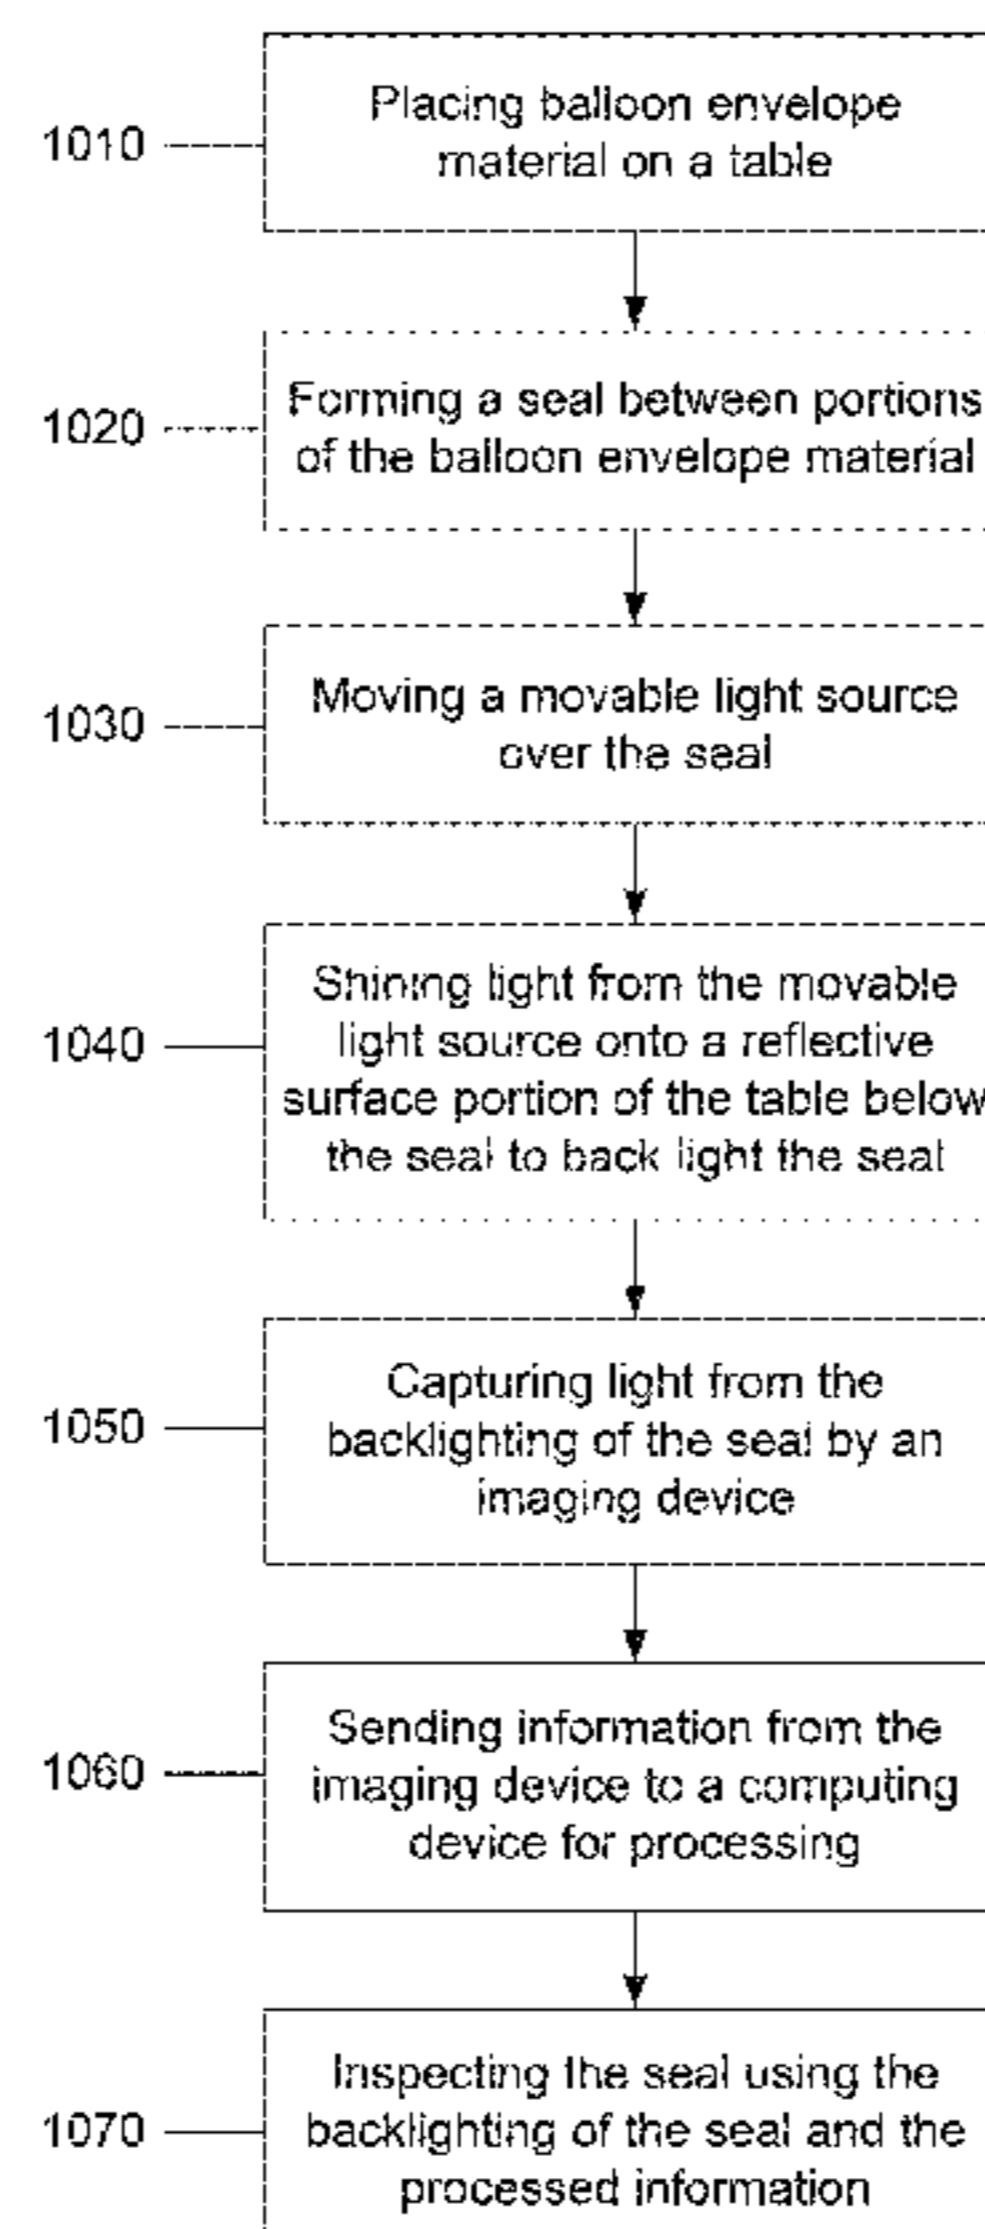 1010
Placing balloon envelope
material on a table
1020
Forming a seal between portions
of the balloon envelope material
1030
Moving a movable light source
over the seal
1040
Shining light from the movable
light source onto a reflective
surface portion of the table below
the seal to back light the seal
1050
Capturing light from the
backlighting of the seal by an
imaging device
1060
Sending information from the
imaging device to a computing
device for processing
1070
Inspecting the seal using the
backlighting of the seal and the
processed information